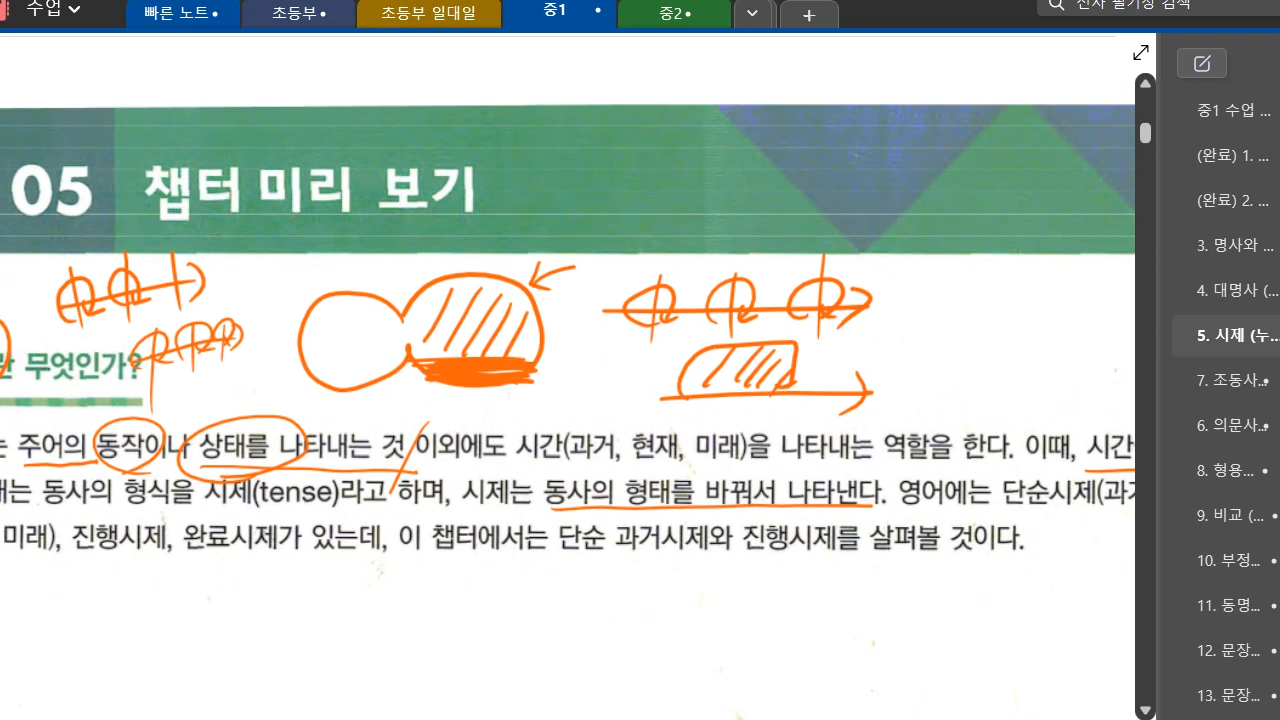 수업
빠른 노트
초등부
초등부 일대일
중1
중2
전자 필기장 검색
05 챕터 미리 보기
란 무엇인가?
는 주어의 동작이나 상태를 나타내는 것 이외에도 시간(과거, 현재, 미래)을 나타내는 역할을 한다. 이때, 시간
내는 동사의 형식을 시제(tense)라고 하며, 시제는 동사의 형태를 바꿔서 나타낸다. 영어에는 단순시제(과거
미래), 진행시제, 완료시제가 있는데, 이 챕터에서는 단순 과거시제와 진행시제를 살펴볼 것이다.
중1 수업 ...
(완료) 1. ...
(완료) 2. ...
3. 명사와 ...
4. 대명사 (...
5. 시제 (누...
7. 조동사...
6. 의문사...
8. 형용...
9. 비교 (...
10. 부정...
11. 동명...
12. 문장...
13. 문장...